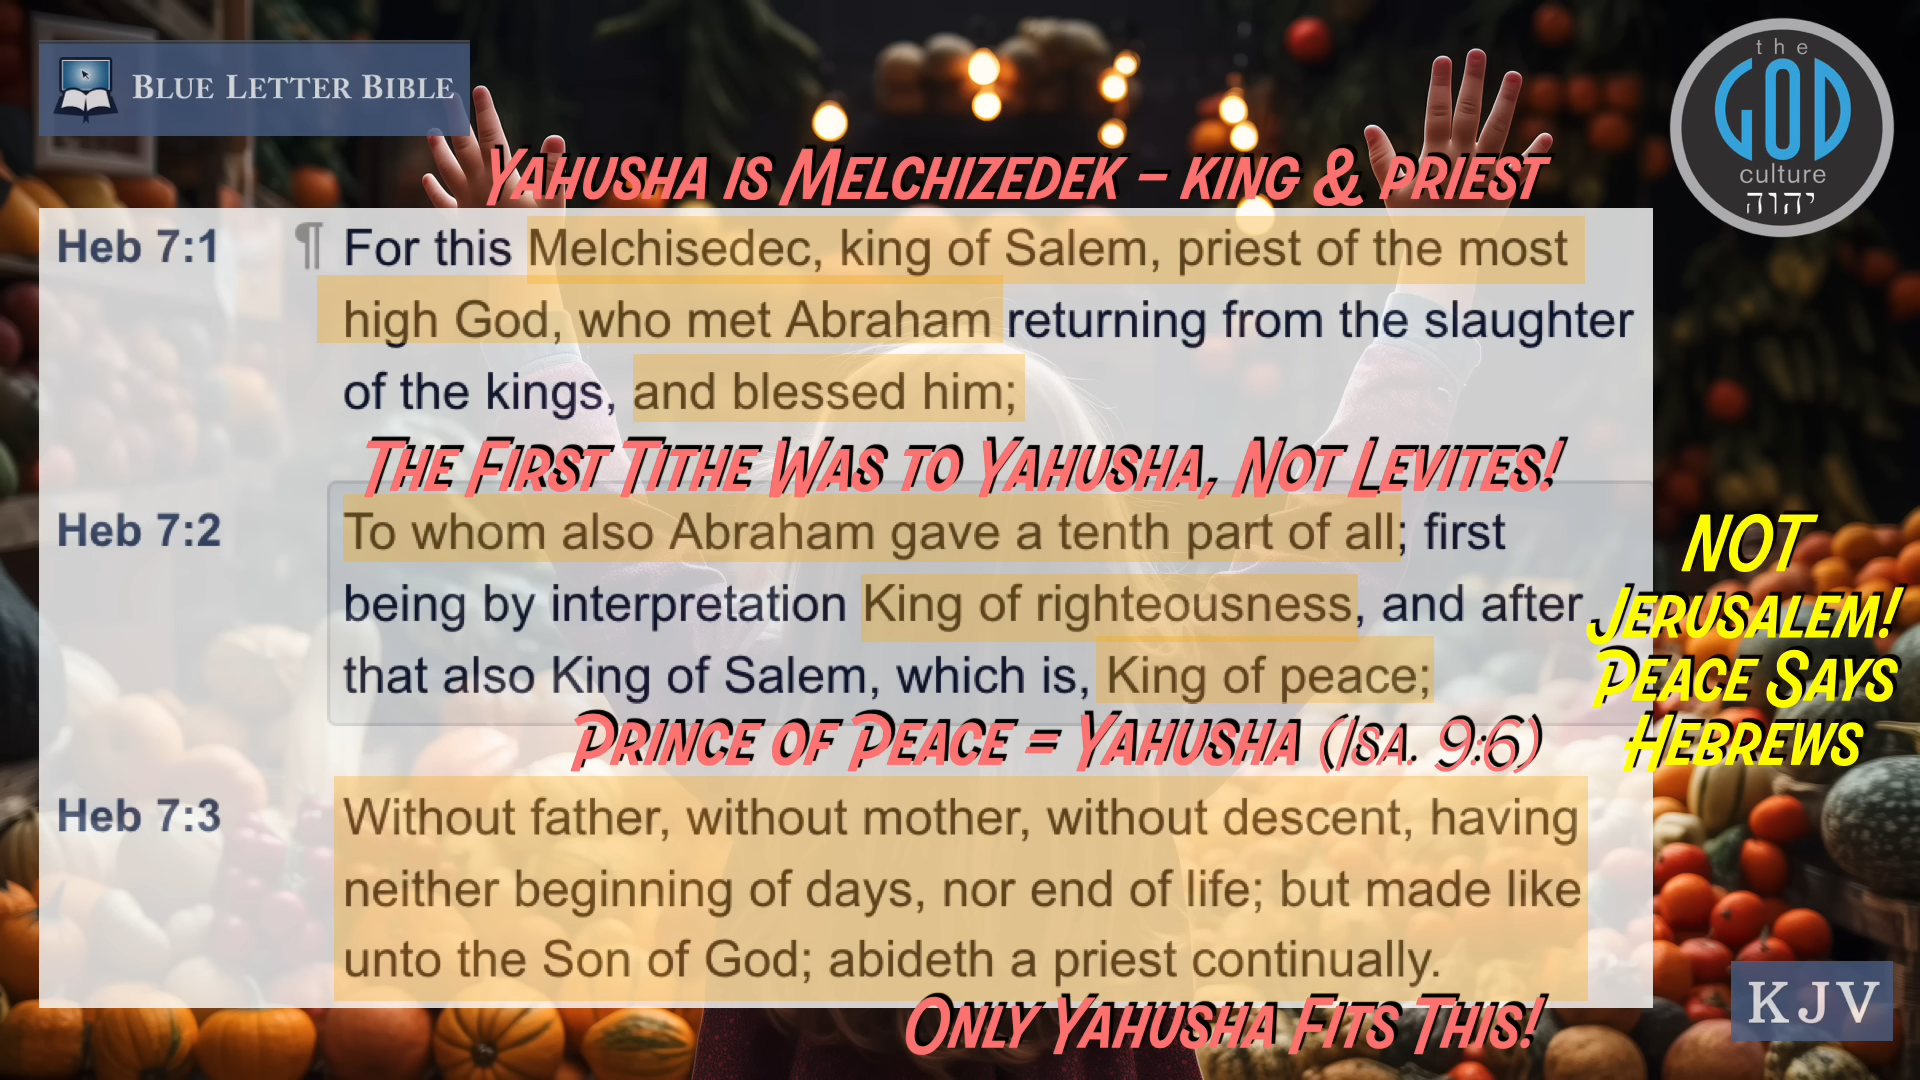 BLUE LETTER BIBLE
the
GOD
culture
יהוה
YAHUSHA IS MELCHIZEDEK – KING & PRIEST
Heb 7:1 ¶ For this Melchisedec, king of Salem, priest of the most
high God, who met Abraham returning from the slaughter
of the kings, and blessed him;
THE FIRST TITHE WAS TO YAHUSHA, NOT LEVITES!
Heb 7:2 To whom also Abraham gave a tenth part of all; first
being by interpretation King of righteousness, and after
that also King of Salem, which is, King of peace;
NOT
JERUSALEM!
PEACE SAYS
HEBREWS
PRINCE OF PEACE = YAHUSHA (ISA. 9:6)
Heb 7:3 Without father, without mother, without descent, having
neither beginning of days, nor end of life; but made like
unto the Son of God; abideth a priest continually.
ONLY YAHUSHA FITS THIS!
KJV